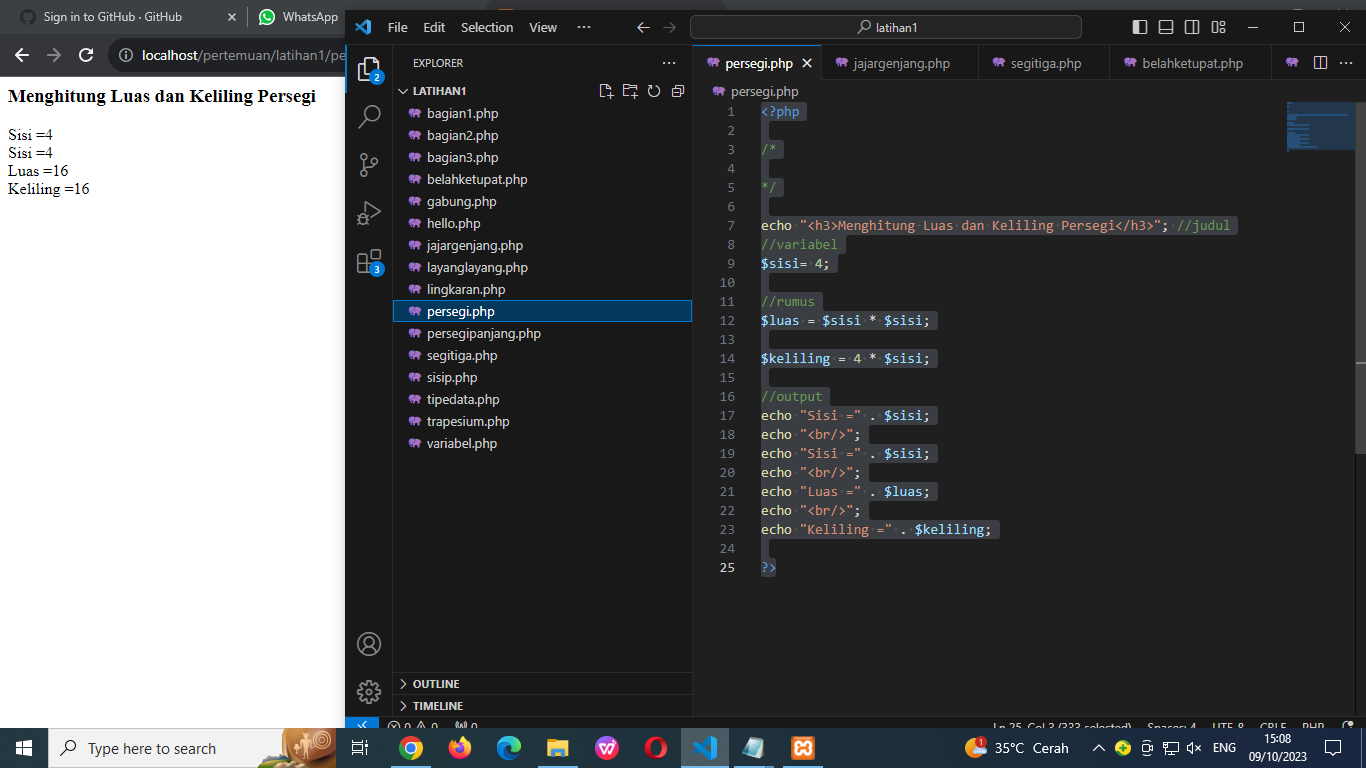 Sign in to GitHub · GitHub
WhatsApp
localhost/pertemuan/latihan1/pe
Menghitung Luas dan Keliling Persegi
Sisi =4
Sisi =4
Luas =16
Keliling =16
File Edit Selection View ···
latihan1
2
3
EXPLORER
LATIHAN1
bagian1.php
bagian2.php
bagian3.php
belahketupat.php
gabung.php
hello.php
jajargenjang.php
layanglayang.php
lingkaran.php
persegi.php
persegipanjang.php
segitiga.php
sisip.php
tipedata.php
trapesium.php
variabel.php
OUTLINE
TIMELINE
persegi.php jajargenjang.php segitiga.php belahketupat.php
persegi.php
1 <?php
2
3 /*
4
5 */
6
7 echo "<h3>Menghitung Luas dan Keliling Persegi</h3>"; //judul
8 //variabel
9 $sisi= 4;
10
11 //rumus
12 $luas = $sisi * $sisi;
13
14 $keliling = 4 * $sisi;
15
16 //output
17 echo "Sisi =" . $sisi;
18 echo "<br/>";
19 echo "Sisi =" . $sisi;
20 echo "<br/>";
21 echo "Luas =" . $luas;
22 echo "<br/>";
23 echo "Keliling =" . $keliling;
24
25 ?>
0 0 0
Ln 25, Col 3 (333 selected) Spaces: 4 UTF-8 CRLF PHP
Type here to search
1
35°C Cerah
ENG
15:08
09/10/2023